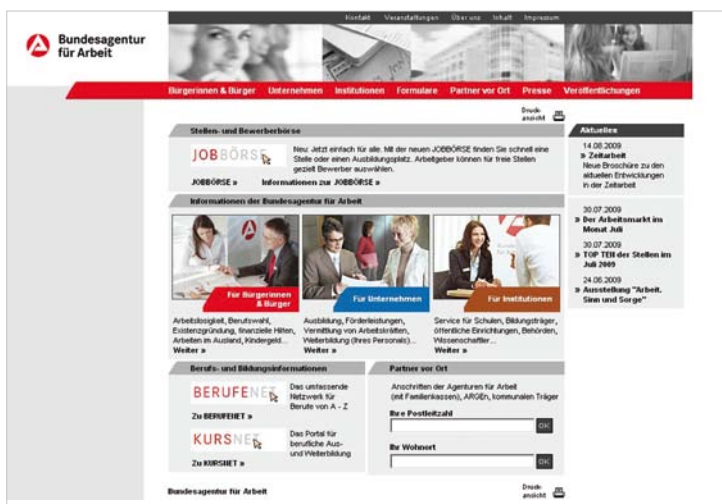 Kontakt Veranstaltungen Über uns Inhalt Impressum
Bundesagentur
für Arbeit
Bürgerinnen & Bürger Unternehmen Institutionen Formulare Partner vor Ort Presse Veröffentlichungen
Druck-
ansicht
Stellen- und Bewerberbörse
JOBBÖRSE
Neu: Jetzt einfach für alle. Mit der neuen JOBBÖRSE finden Sie schnell eine
Stelle oder einen Ausbildungsplatz. Arbeitgeber können für freie Stellen
gezielt Bewerber auswählen.
JOBBÖRSE » Informationen zur JOBBÖRSE »
Informationen der Bundesagentur für Arbeit
Für Bürgerinnen
& Bürger
Arbeitslosigkeit, Berufswahl,
Existenzgründung, finanzielle Hilfen,
Arbeiten im Ausland, Kindergeld...
Weiter »
Für Unternehmen
Ausbildung, Förderleistungen,
Vermittlung von Arbeitskräften,
Weiterbildung (Ihres Personals)...
Weiter »
Für Institutionen
Service für Schulen, Bildungsträger,
öffentliche Einrichtungen, Behörden,
Wissenschaftler...
Weiter »
Berufs- und Bildungsinformationen
BERUFENET
Das umfassende
Netzwerk für
Berufe von A - Z
Zu BERUFENET »
KURSNET
Das Portal für
berufliche Aus-
und Weiterbildung
Zu KURSNET »
Partner vor Ort
Anschriften der Agenturen für Arbeit
(mit Familienkassen), ARGEn, kommunalen Träger
Ihre Postleitzahl
OK
Ihr Wohnort
OK
Aktuelles
14.08.2009
» Zeitarbeit
Neue Broschüre zu den
aktuellen Entwicklungen
in der Zeitarbeit
30.07.2009
» Der Arbeitsmarkt im
Monat Juli
30.07.2009
» TOP TEN der Stellen im
Juli 2009
24.06.2009
» Ausstellung "Arbeit.
Sinn und Sorge"
Bundesagentur für Arbeit
Druck-
ansicht